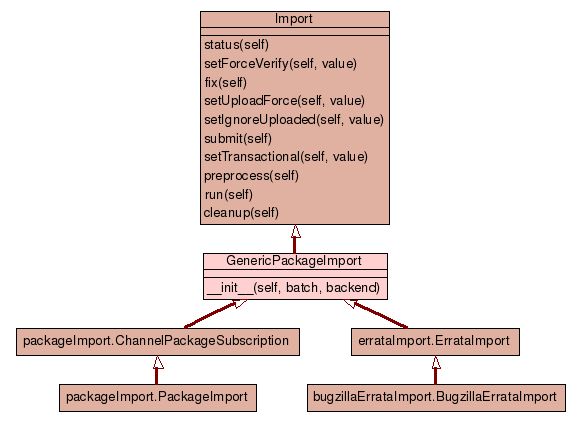 Import
status(self)
setForceVerify(self, value)
fix(self)
setUploadForce(self, value)
setIgnoreUploaded(self, value)
submit(self)
setTransactional(self, value)
preprocess(self)
run(self)
cleanup(self)
GenericPackageImport
__init__(self, batch, backend)
packageImport.ChannelPackageSubscription
errataImport.ErrataImport
packageImport.PackageImport
bugzillaErrataImport.BugzillaErrataImport